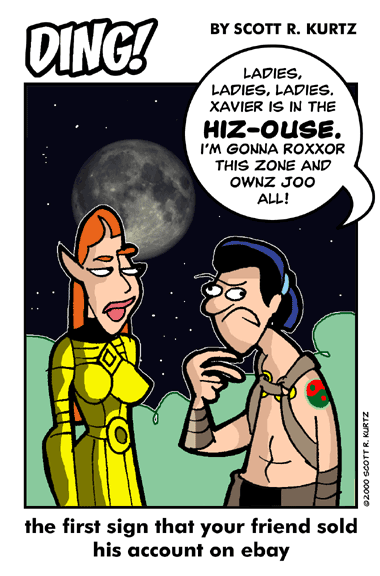 DING!
BY SCOTT R. KURTZ
LADIES,
LADIES, LADIES.
XAVIER IS IN THE
HIZ-OUSE.
I'M GONNA ROXXOR
THIS ZONE AND
OWNZ JOO
ALL!
©2000 SCOTT R. KURTZ
the first sign that your friend sold
his account on ebay